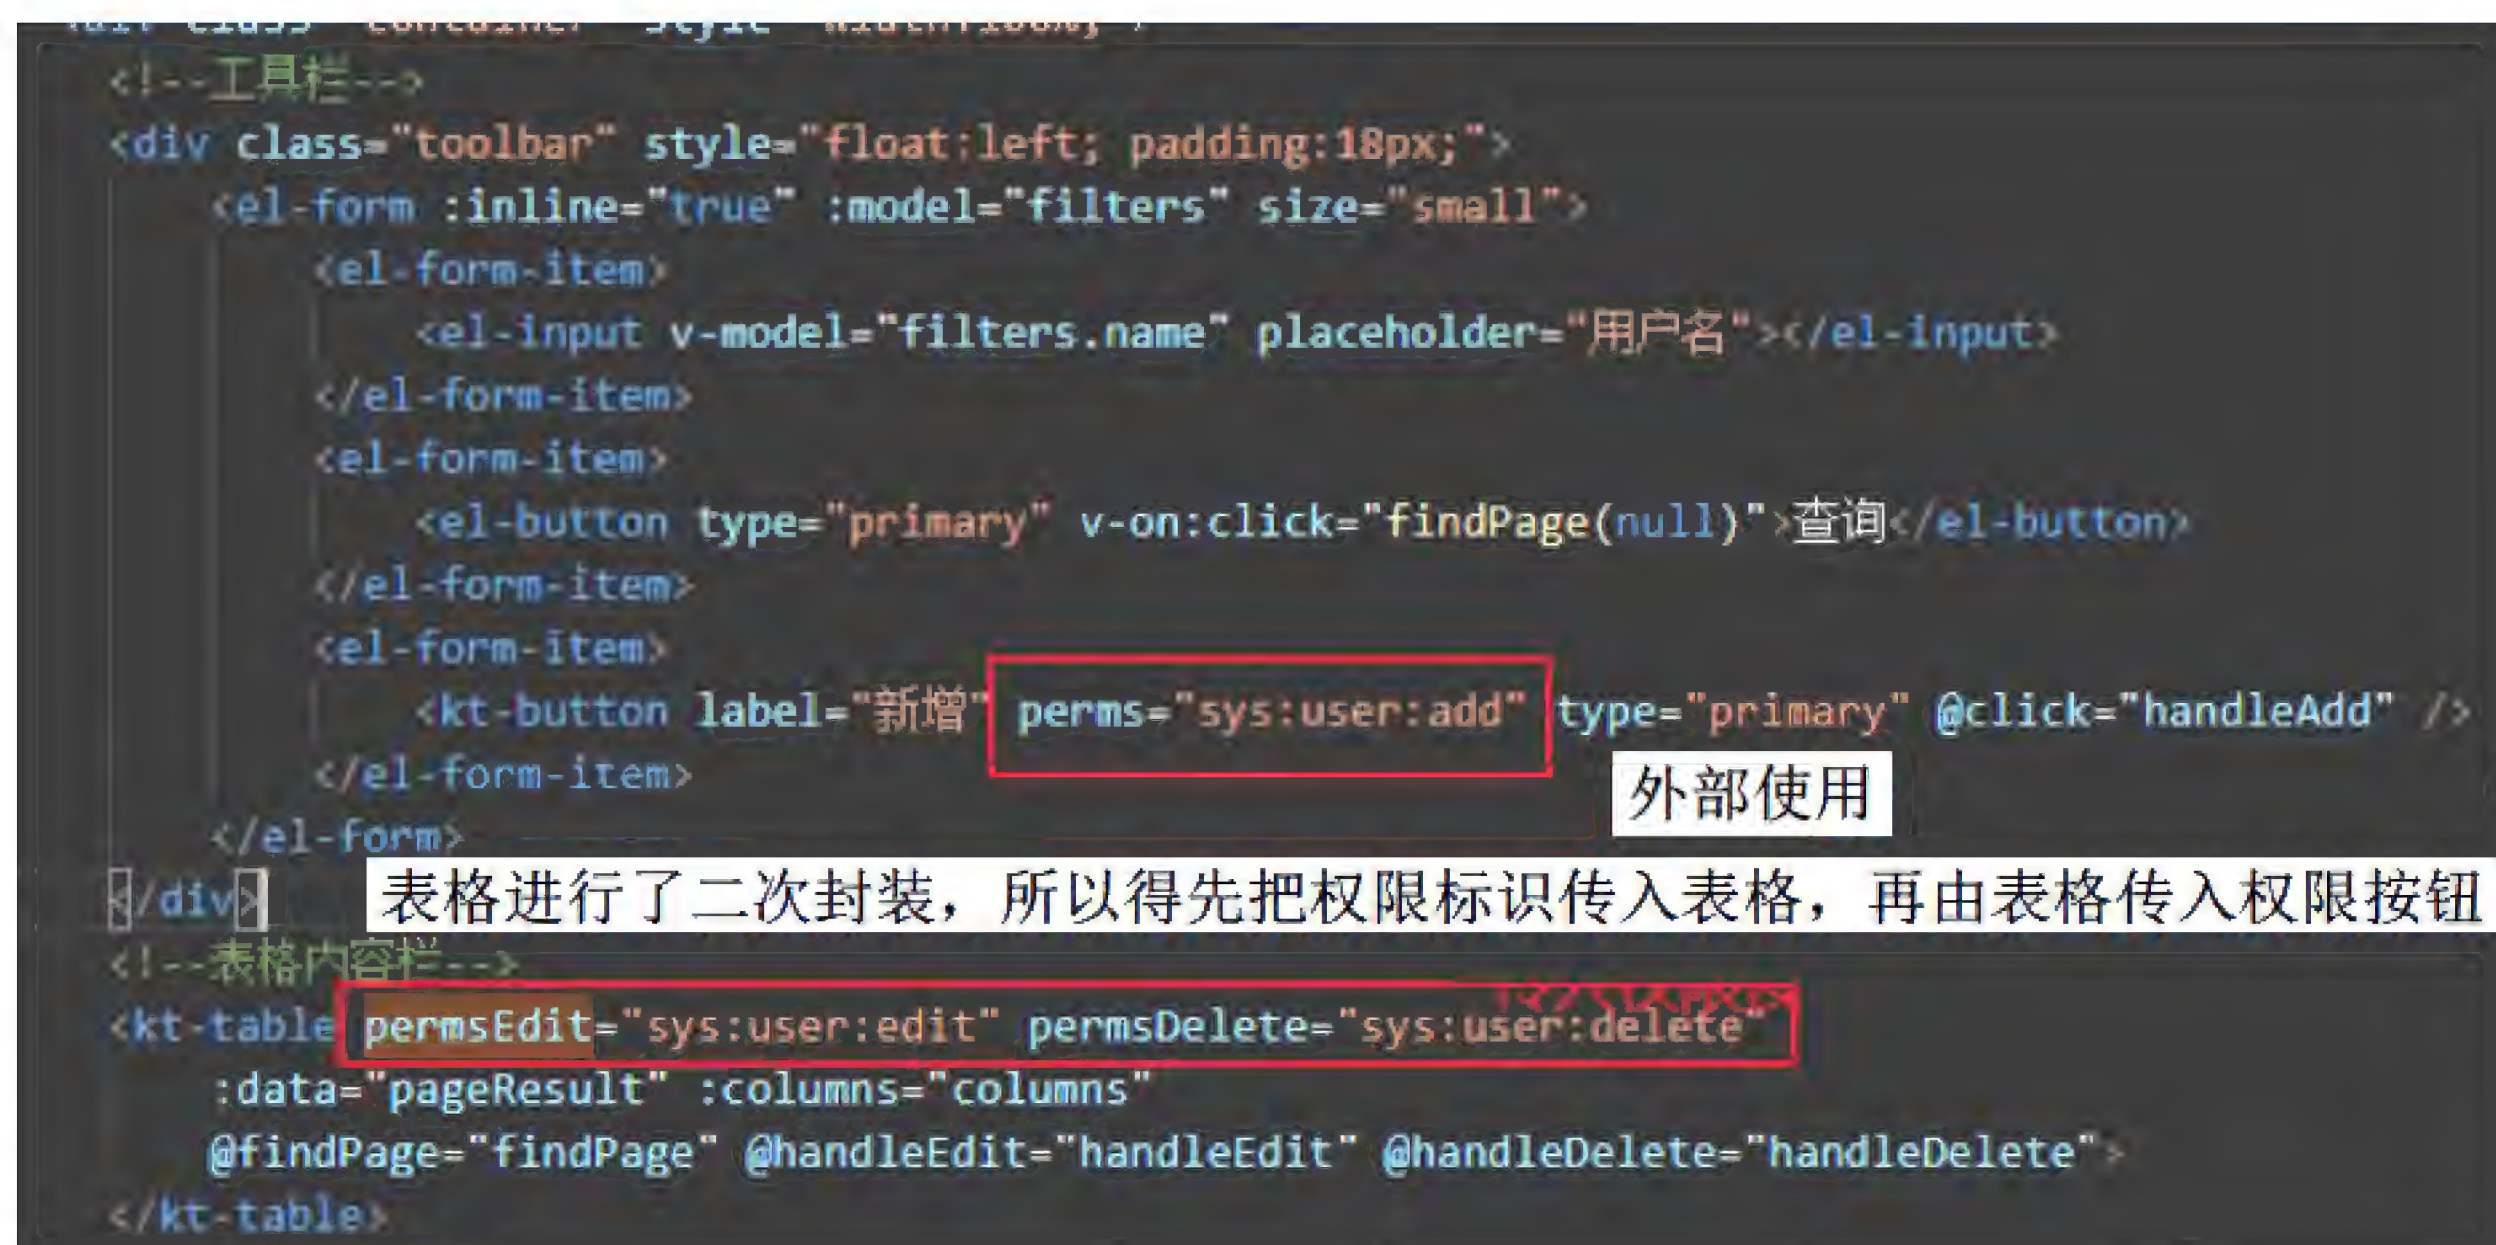 <!--工具栏-->
<div class="toolbar" style="float:left; padding:18px;">
<el-form :inline="true" :model="filters" size="small">
<el-form-item>
<el-input v-model="filters.name" placeholder="用户名"></el-input>
</el-form-item>
<el-form-item>
<el-button type="primary" v-on:click="findPage(null)">查询</el-button>
</el-form-item>
<el-form-item>
<kt-button label="新增" perms="sys:user:add" type="primary" @click="handleAdd" />
</el-form-item>
外部使用
</el-form>
</div>
表格进行了二次封装，所以得先把权限标识传入表格，再由表格传入权限按钮
<!--表格内容栏-->
<kt-table permsEdit="sys:user:edit" permsDelete="sys:user:delete"
:data="pageResult" :columns="columns"
@findPage="findPage" @handleEdit="handleEdit" @handleDelete="handleDelete">
</kt-table>